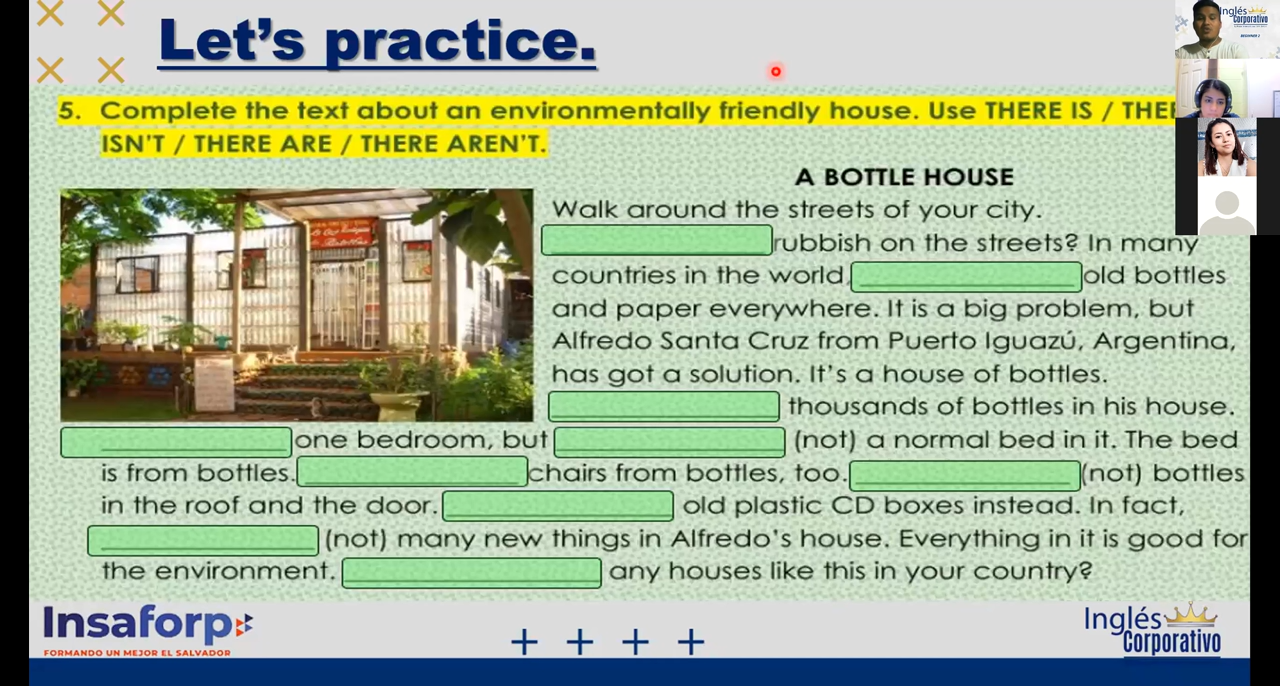 Let's practice.
5. Complete the text about an environmentally friendly house. Use THERE IS /
ISN'T / THERE ARE / THERE AREN'T.
A BOTTLE HOUSE
Walk around the streets of your city.
rubbish on the streets? In many
countries in the world, old bottles
and paper everywhere. It is a big problem, but
Alfredo Santa Cruz from Puerto Iguazú, Argentina,
has got a solution. It's a house of bottles.
thousands of bottles in his house.
one bedroom, but (not) a normal bed in it. The bed
is from bottles. chairs from bottles, too. (not) bottles
in the roof and the door. old plastic CD boxes instead. In fact,
(not) many new things in Alfredo's house. Everything in it is good for
the environment. any houses like this in your country?
Insaforp
FORMANDO UN MEJOR EL SALVADOR
Inglés
Corporativo
Inglés
Corporativo